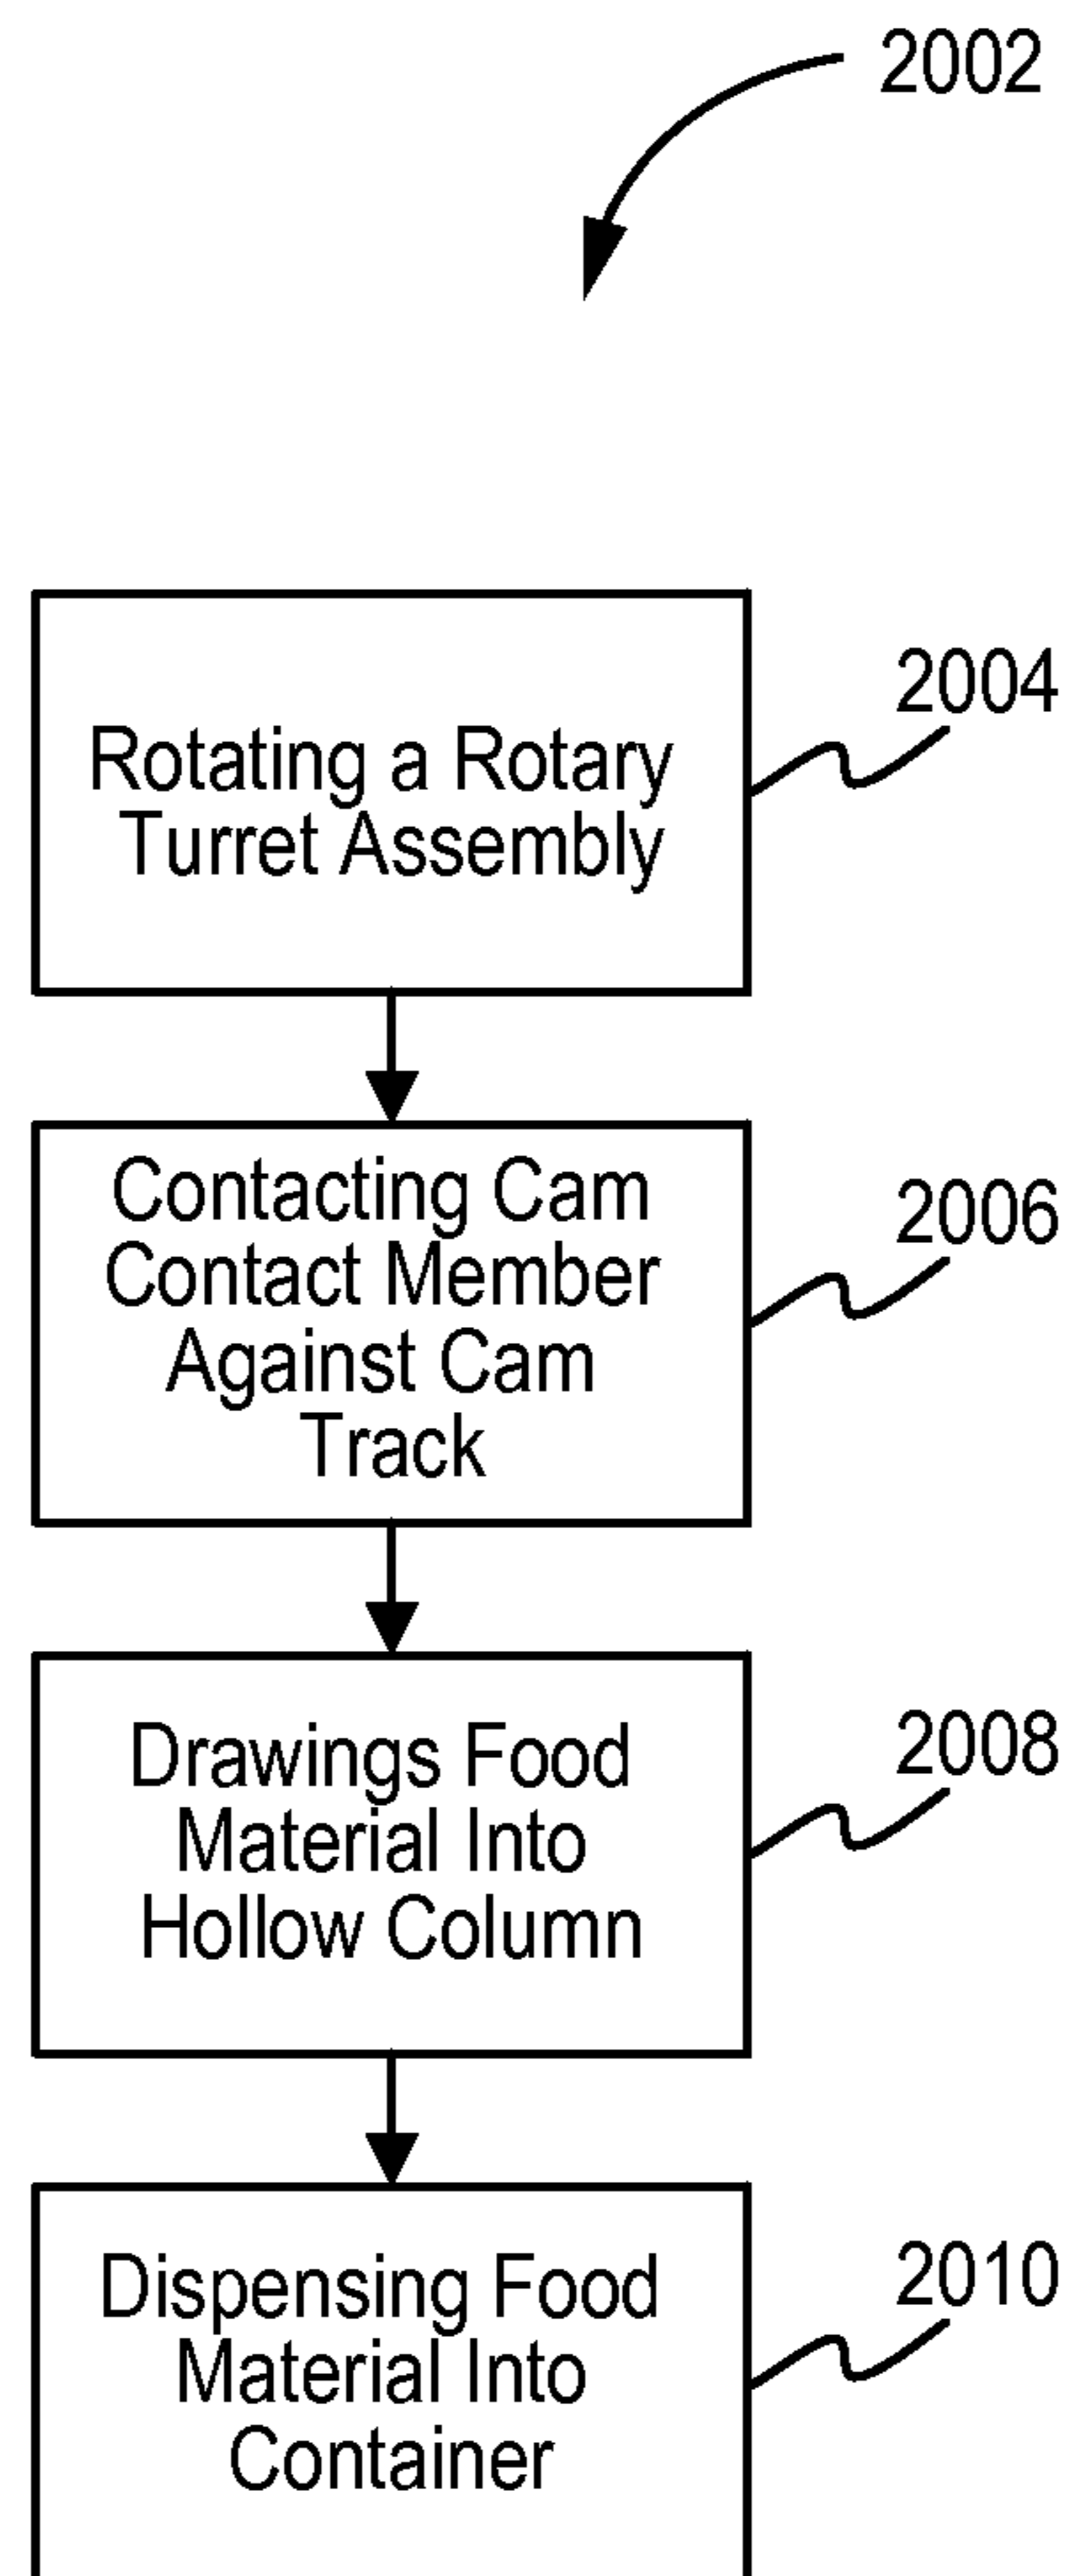 2002
2004
Rotating a Rotary
Turret Assembly
2006
Contacting Cam
Contact Member
Against Cam
Track
2008
Drawings Food
Material Into
Hollow Column
2010
Dispensing Food
Material Into
Container